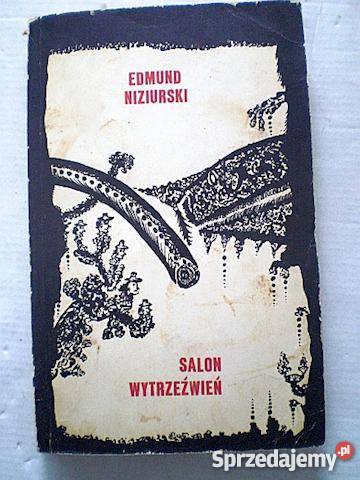 EDMUND
NIZIURSKI
SALON
WYTRZEŹWIEŃ
Sprzedajemy.pl